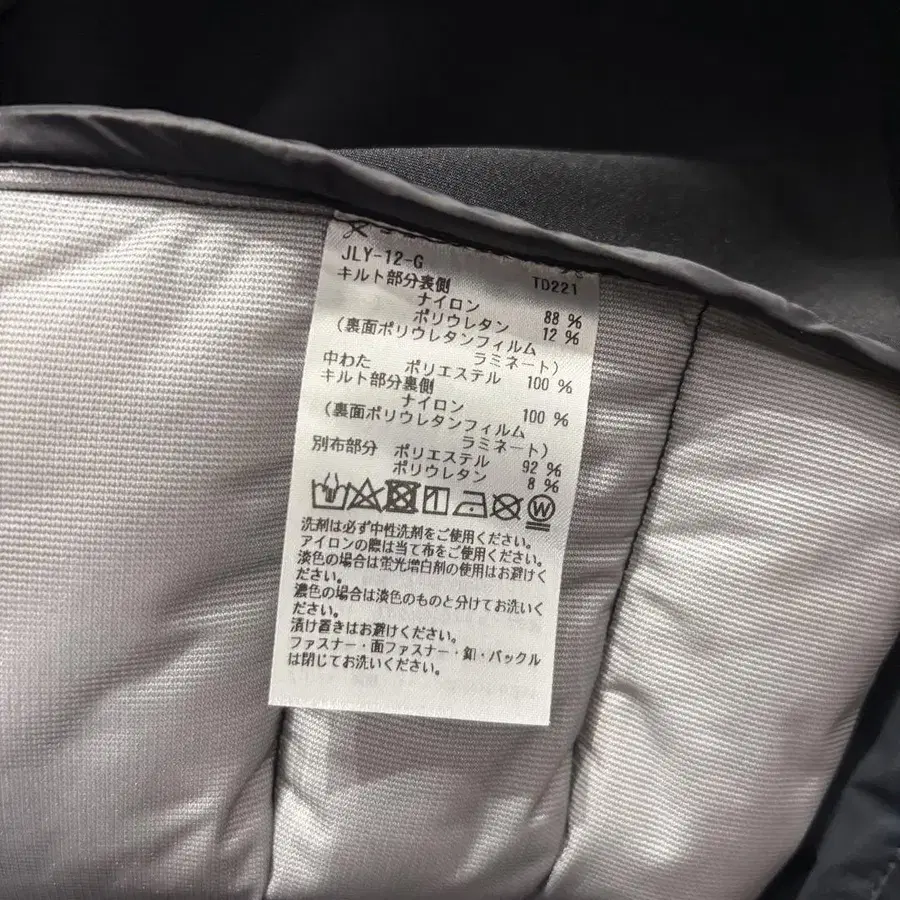 JLY-12-G
TD221
キルト部分裏側
ナイロン 88 %
ポリウレタン 12 %
(裏面ポリウレタンフィルム
ラミネート)
中わた ポリエステル 100 %
キルト部分裏側
ナイロン 100 %
(裏面ポリウレタンフィルム
ラミネート)
別布部分 ポリエステル 92 %
ポリウレタン 8 %
W
洗剤は必ず中性洗剤をご使用ください。
アイロンの際は当て布をご使用ください。
淡色の場合は蛍光増白剤の使用はお避けく
ださい。
濃色の場合は淡色のものと分けてお洗いく
ださい。
漬け置きはお避けください。
ファスナー・面ファスナー・釦・バックル
は閉じてお洗いください。